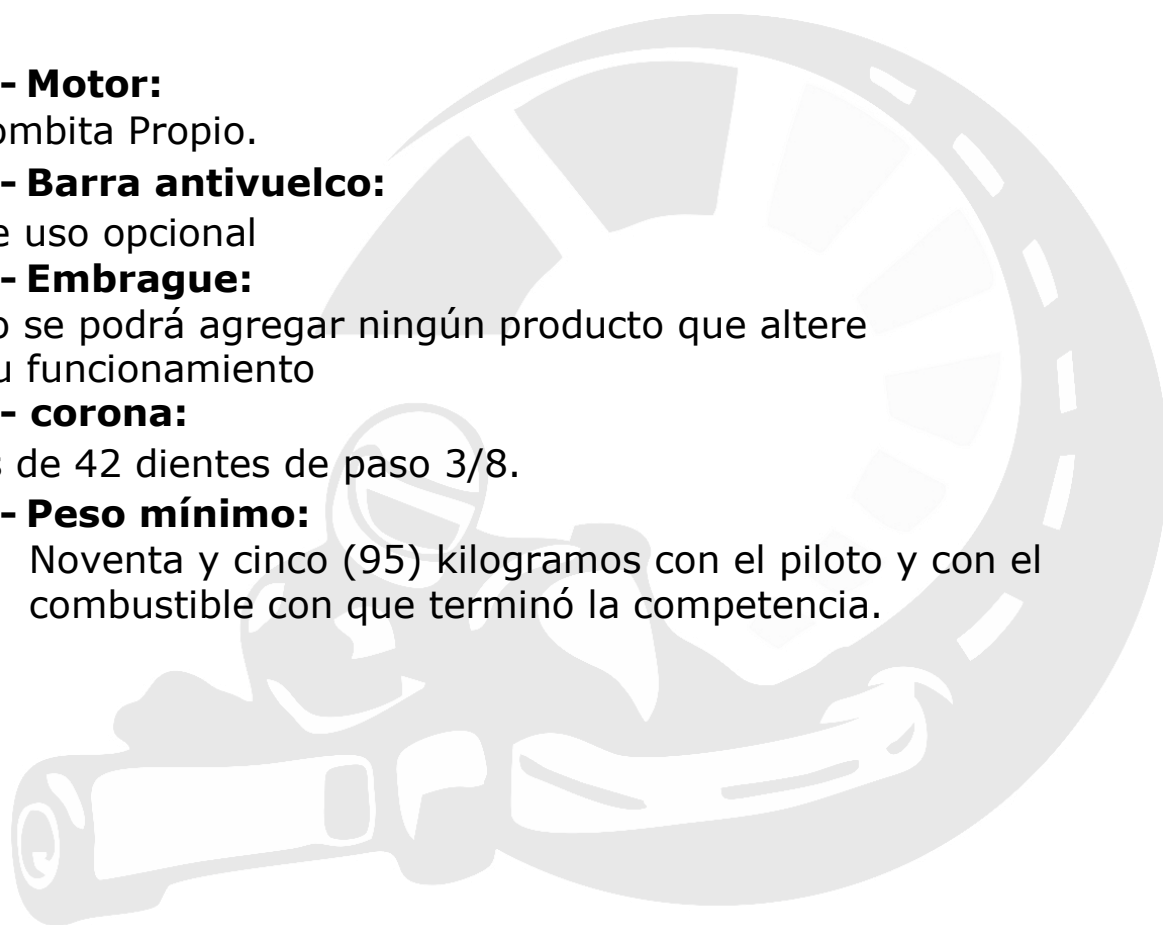 - Motor:
ombita Propio.
- Barra antivuelco:
e uso opcional
- Embrague:
o se podrá agregar ningún producto que altere
u funcionamiento
- corona:
s de 42 dientes de paso 3/8.
- Peso mínimo:
Noventa y cinco (95) kilogramos con el piloto y con el
combustible con que terminó la competencia.